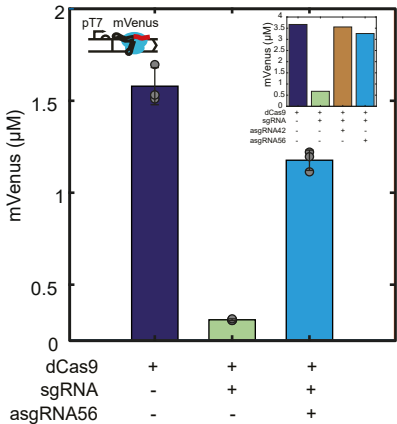 pT7 mVenus
mVenus (µM)
4
3.5
3
2.5
2
1.5
1
0.5
0
dCas9 + + + +
sgRNA - + + +
asgRNA42 - - + -
asgRNA56 - - - +
mVenus (µM)
1.5
1
0.5
0
dCas9 + + +
sgRNA - + +
asgRNA56 - - +